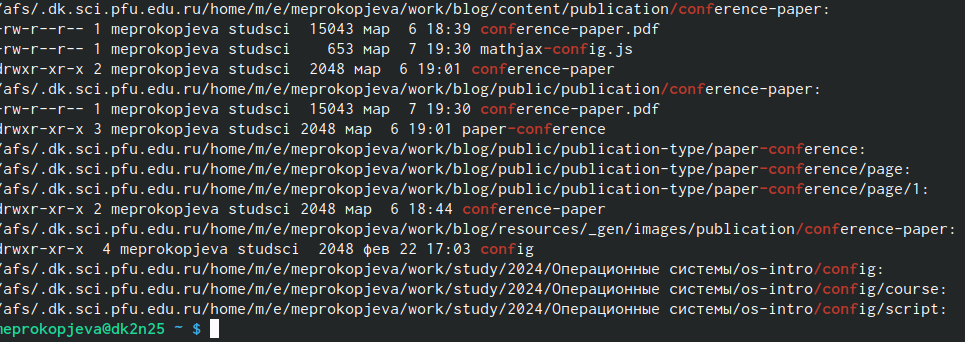 /afs/.dk.sci.pfu.edu.ru/home/m/e/meprokopjeva/work/blog/content/publication/conference-paper:
-rw-r--r-- 1 meprokopjeva studsci  15043 мар  6 18:39 conference-paper.pdf
-rw-r--r-- 1 meprokopjeva studsci    653 мар  7 19:30 mathjax-config.js
drwxr-xr-x 2 meprokopjeva studsci  2048 мар  6 19:01 conference-paper
/afs/.dk.sci.pfu.edu.ru/home/m/e/meprokopjeva/work/blog/public/publication/conference-paper:
-rw-r--r-- 1 meprokopjeva studsci  15043 мар  7 19:30 conference-paper.pdf
drwxr-xr-x 3 meprokopjeva studsci 2048 мар  6 19:01 paper-conference
/afs/.dk.sci.pfu.edu.ru/home/m/e/meprokopjeva/work/blog/public/publication-type/paper-conference:
/afs/.dk.sci.pfu.edu.ru/home/m/e/meprokopjeva/work/blog/public/publication-type/paper-conference/page:
/afs/.dk.sci.pfu.edu.ru/home/m/e/meprokopjeva/work/blog/public/publication-type/paper-conference/page/1:
drwxr-xr-x 2 meprokopjeva studsci 2048 мар  6 18:44 conference-paper
/afs/.dk.sci.pfu.edu.ru/home/m/e/meprokopjeva/work/blog/resources/_gen/images/publication/conference-paper:
drwxr-xr-x  4 meprokopjeva studsci  2048 фев 22 17:03 config
/afs/.dk.sci.pfu.edu.ru/home/m/e/meprokopjeva/work/study/2024/Операционные системы/os-intro/config:
/afs/.dk.sci.pfu.edu.ru/home/m/e/meprokopjeva/work/study/2024/Операционные системы/os-intro/config/course:
/afs/.dk.sci.pfu.edu.ru/home/m/e/meprokopjeva/work/study/2024/Операционные системы/os-intro/config/script:
meprokopjeva@dk2n25 ~ $